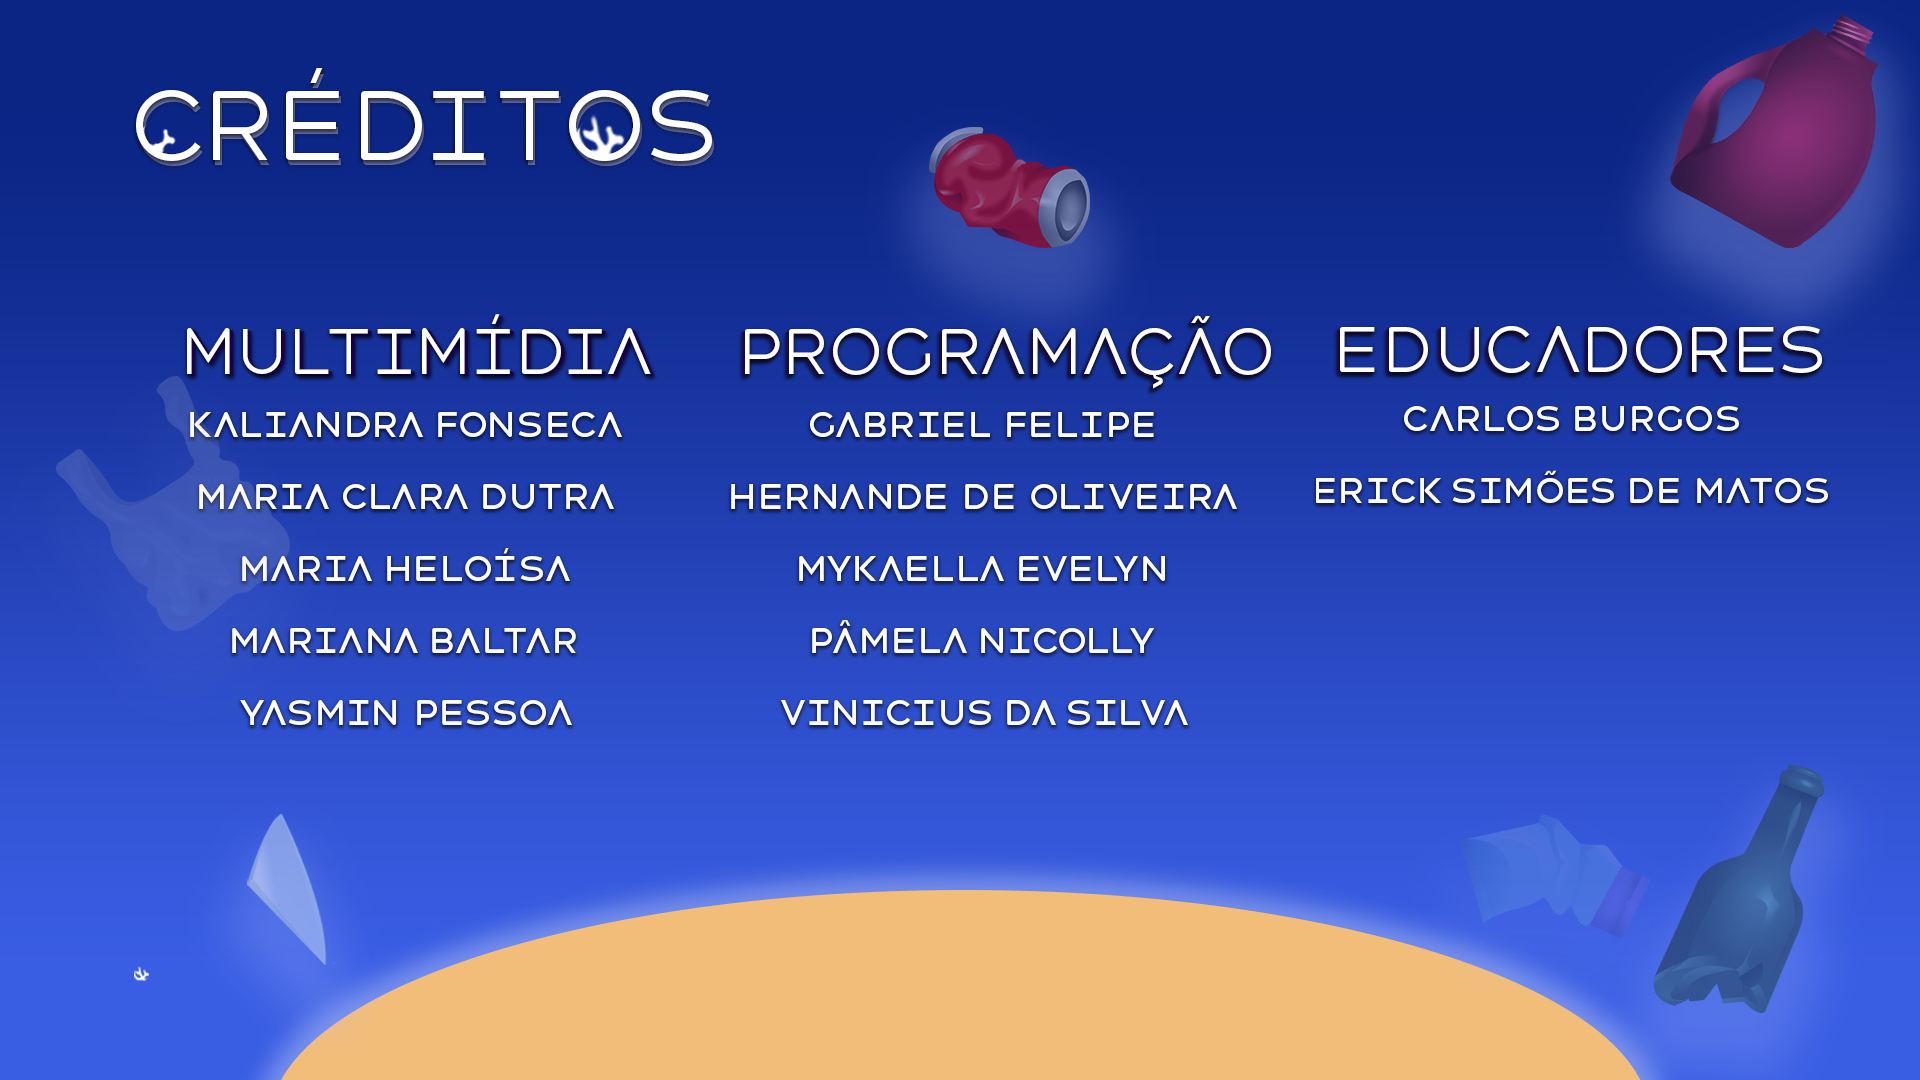 CRÉDITOS
MULTIMÍDIA
KALIANDRA FONSECA
MARIA CLARA DUTRA
MARIA HELOÍSA
MARIANA BALTAR
YASMIN PESSOA
PROGRAMAÇÃO
GABRIEL FELIPE
HERNANDE DE OLIVEIRA
MYKAELLA EVELYN
PÂMELA NICOLLY
VINICIUS DA SILVA
EDUCADORES
CARLOS BURGOS
ERICK SIMÕES DE MATOS